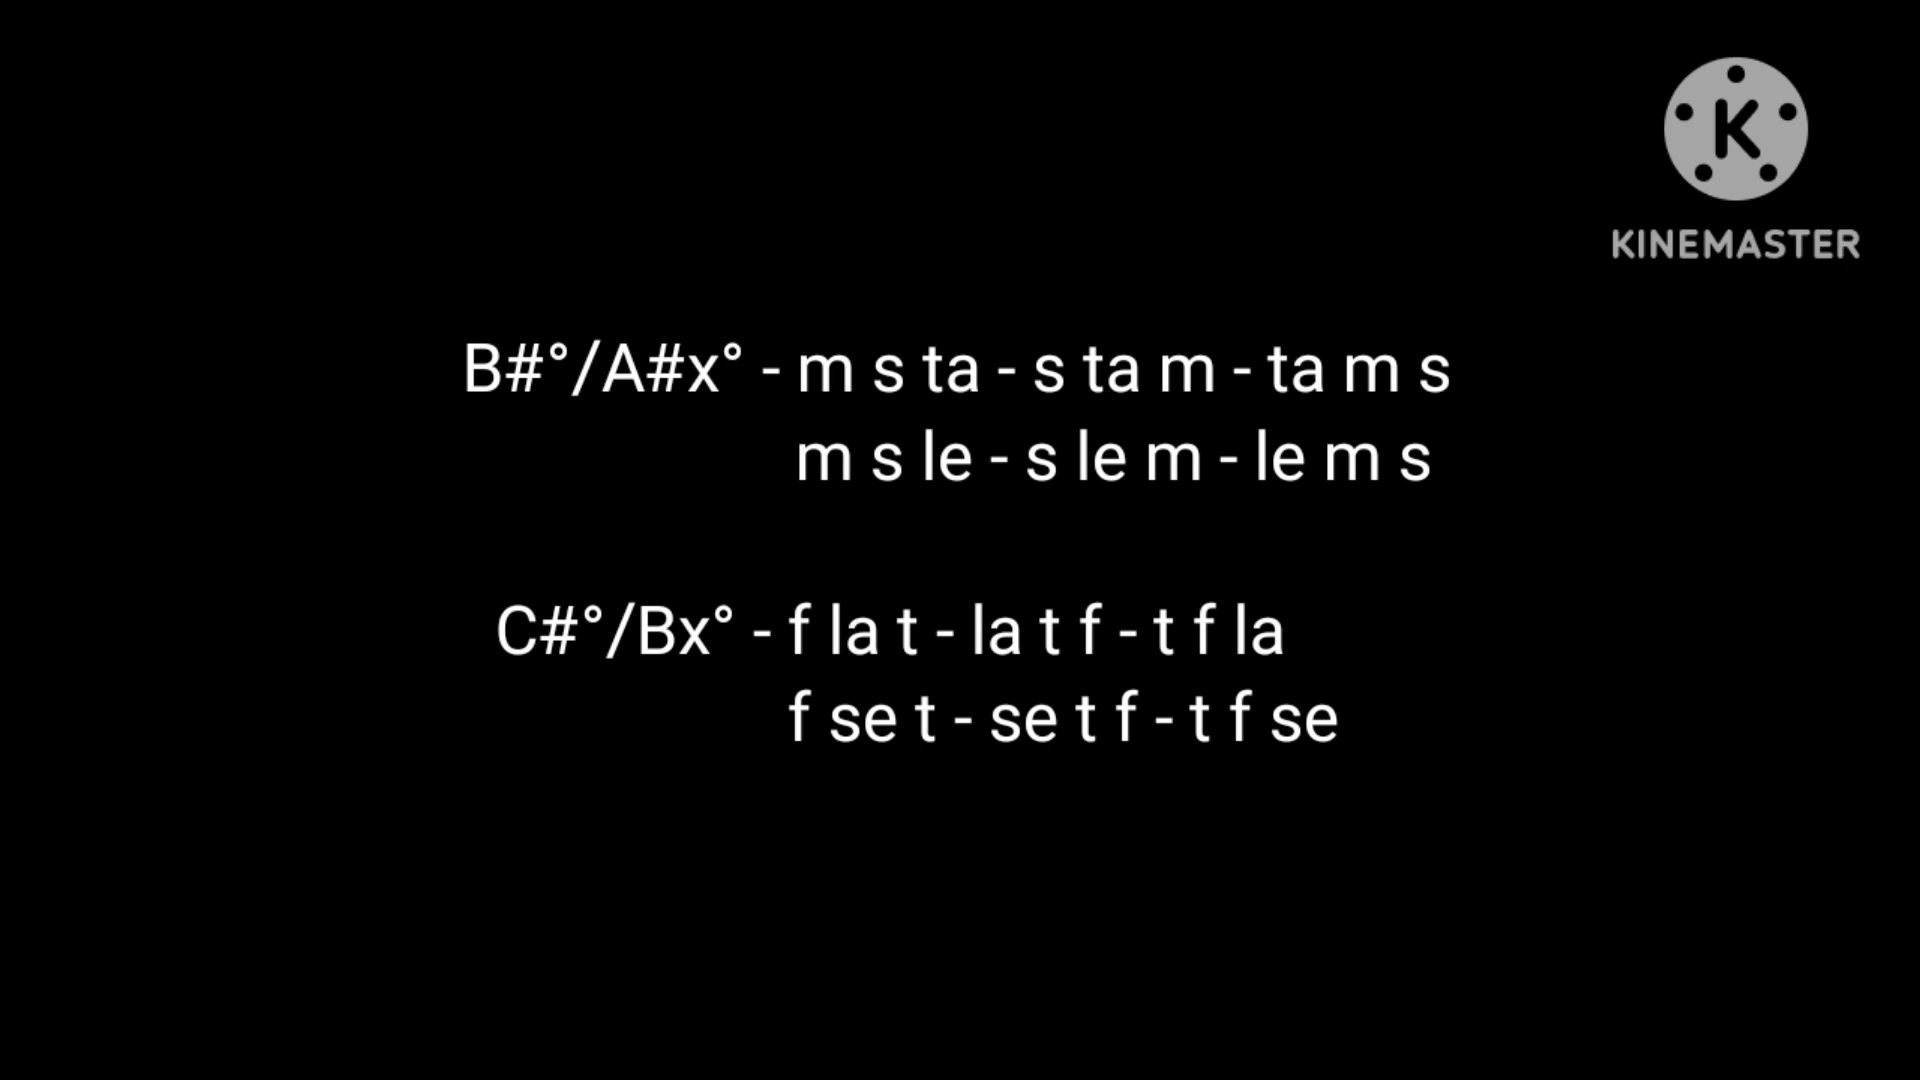 K
KINEMASTER
B#°/A#x° - m s ta - s ta m - ta m s
m s le - s le m - le m s
C#°/Bx° - f la t - la t f - t f la
f se t - se t f - t f se